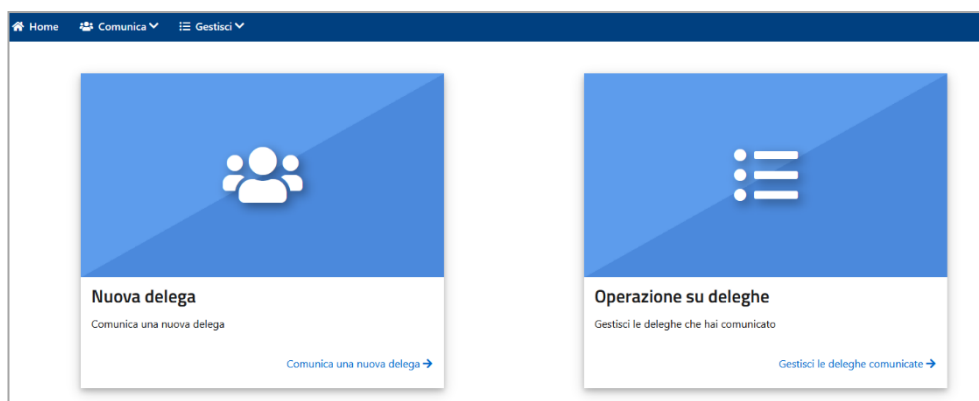 Home Comunica Gestisci
Nuova delega
Comunica una nuova delega
Comunica una nuova delega →
Operazione su deleghe
Gestisci le deleghe che hai comunicato
Gestisci le deleghe comunicate →